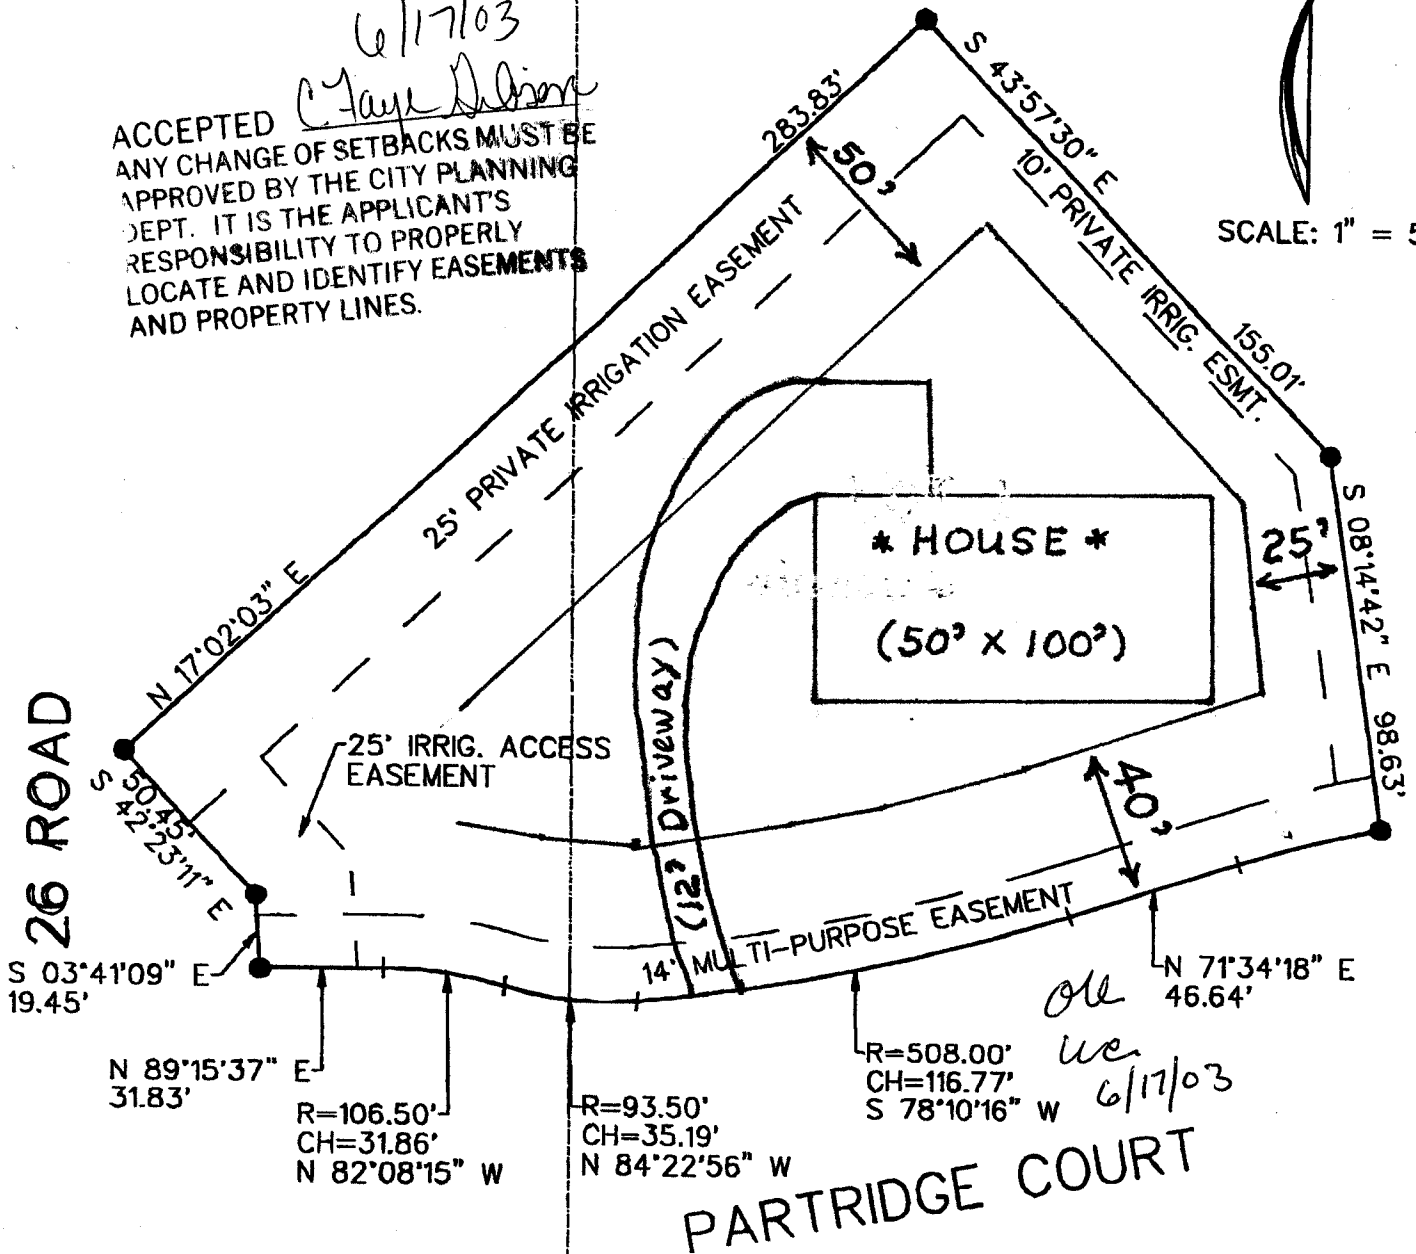 6/17/03
ACCEPTED C Faye Gibson
ANY CHANGE OF SETBACKS MUST BE
APPROVED BY THE CITY PLANNING
DEPT. IT IS THE APPLICANT'S
RESPONSIBILITY TO PROPERLY
LOCATE AND IDENTIFY EASEMENTS
AND PROPERTY LINES.
283.83'
S 43°57'30" E
50'
10' PRIVATE IRRIG. ESMT.
SCALE: 1" = 5
155.01'
25' PRIVATE IRRIGATION EASEMENT
N 17°02'03" E
* HOUSE *
(50' X 100')
25'
S 08°14'42" E 98.63'
26 ROAD
50.45'
S 42°23'11" E
25' IRRIG. ACCESS
EASEMENT
(12' Driveway)
40'
14' MULTI-PURPOSE EASEMENT
S 03°41'09" E
19.45'
N 71°34'18" E
46.64'
N 89°15'37" E
31.83'
R=106.50'
CH=31.86'
N 82°08'15" W
R=93.50'
CH=35.19'
N 84°22'56" W
R=508.00'
CH=116.77'
S 78°10'16" W
6/17/03
PARTRIDGE COURT